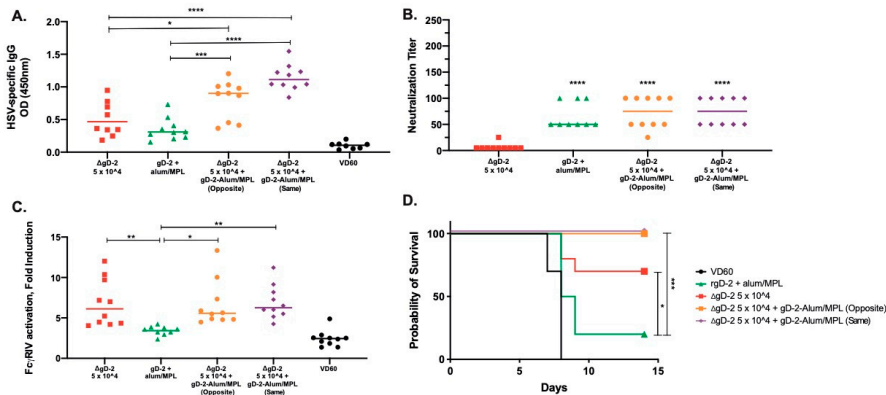 A.
****
*
****
***
HSV-specific IgG
OD (450nm)
2.0
1.5
1.0
0.5
0.0
ΔgD-2
5 x 10^4
gD-2 +
alum/MPL
ΔgD-2
5 x 10^4 +
gD-2-Alum/MPL
(Opposite)
ΔgD-2
5 x 10^4 +
gD-2-Alum/MPL
(Same)
VD60
B.
Neutralization Titer
250
200
150
100
50
0
****
****
****
ΔgD-2
5 x 10^4
gD-2 +
alum/MPL
ΔgD-2
5 x 10^4 +
gD-2-Alum/MPL
(Opposite)
ΔgD-2
5 x 10^4 +
gD-2-Alum/MPL
(Same)
C.
**
**
*
FcγRIV activation, Fold Induction
20
15
10
5
0
ΔgD-2
5 x 10^4
gD-2 +
alum/MPL
ΔgD-2
5 x 10^4 +
gD-2-Alum/MPL
(Opposite)
ΔgD-2
5 x 10^4 +
gD-2-Alum/MPL
(Same)
VD60
D.
Probability of Survival
100
50
0
0
5
10
15
Days
*
***
VD60
rgD-2 + alum/MPL
ΔgD-2 5 x 10^4
ΔgD-2 5 x 10^4 + gD-2-Alum/MPL (Opposite)
ΔgD-2 5 x 10^4 + gD-2-Alum/MPL (Same)